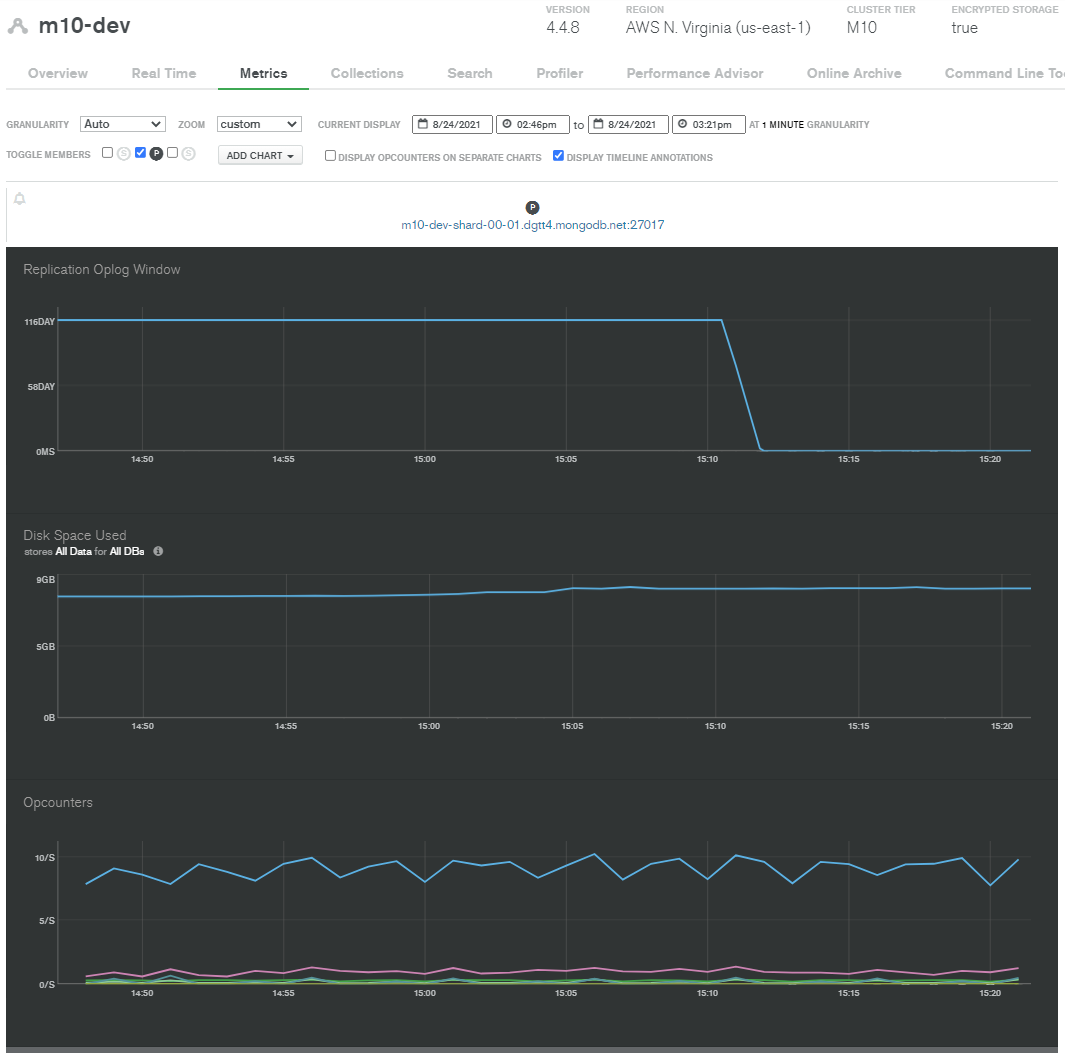 m10-dev
VERSION
4.4.8
REGION
AWS N. Virginia (us-east-1)
CLUSTER TIER
M10
ENCRYPTED STORAGE
true
Overview Real Time Metrics Collections Search Profiler Performance Advisor Online Archive Command Line Too
GRANULARITY Auto ZOOM custom CURRENT DISPLAY 8/24/2021 02:46pm to 8/24/2021 03:21pm AT 1 MINUTE GRANULARITY
TOGGLE MEMBERS S P S ADD CHART DISPLAY OPCOUNTERS ON SEPARATE CHARTS DISPLAY TIMELINE ANNOTATIONS
P
m10-dev-shard-00-01.dgtt4.mongodb.net:27017
Replication Oplog Window
116DAY
58DAY
0MS
14:50 14:55 15:00 15:05 15:10 15:15 15:20
Disk Space Used
stores All Data for All DBs i
9GB
5GB
0B
14:50 14:55 15:00 15:05 15:10 15:15 15:20
Opcounters
10/S
5/S
0/S
14:50 14:55 15:00 15:05 15:10 15:15 15:20